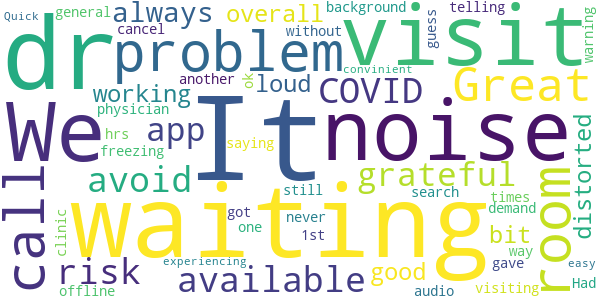 Quick
general
always
overall
background
telling
cancel
without
guess
warning
dr
problem
visit
another
convinient
working
loud
ok
COVID
Great
physician
We
It
noise
app
hrs
freezing
saying
distorted
avoid
grateful
call
waiting
room
still
search
times
demand
clinic
got
never
one
1st
bit
way
risk
available
good
gave
experiencing
easy
offline
audio
visiting
Had